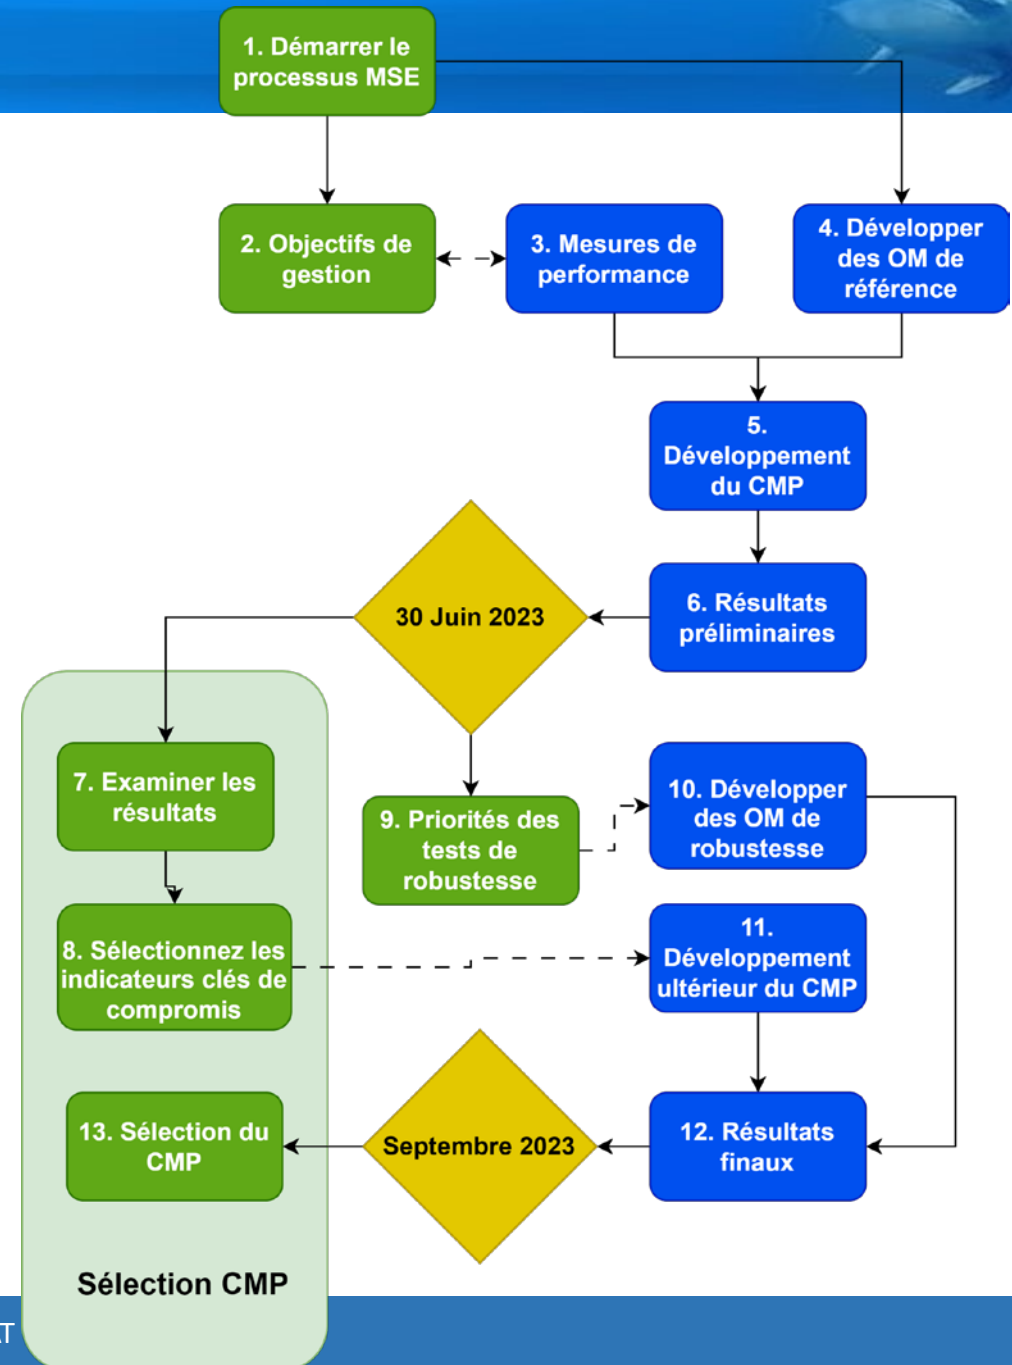 1. Démarrer le
processus MSE
2. Objectifs de
gestion
3. Mesures de
performance
4. Développer
des OM de
référence
5.
Développement
du CMP
30 Juin 2023
6. Résultats
préliminaires
7. Examiner les
résultats
9. Priorités des
tests de
robustesse
10. Développer
des OM de
robustesse
8. Sélectionnez les
indicateurs clés de
compromis
11.
Développement
ultérieur du CMP
13. Sélection du
CMP
Septembre 2023
12. Résultats
finaux
Sélection CMP